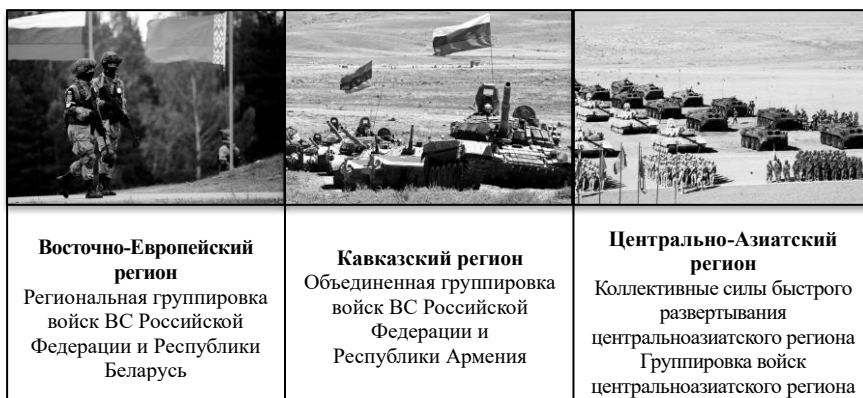 Восточно-Европейский
регион
Региональная группировка
войск ВС Российской
Федерации и Республики
Беларусь
Кавказский регион
Объединенная группировка
войск ВС Российской
Федерации и
Республики Армения
Центрально-Азиатский
регион
Коллективные силы быстрого
развертывания
центральноазиатского региона
Группировка войск
центральноазиатского региона